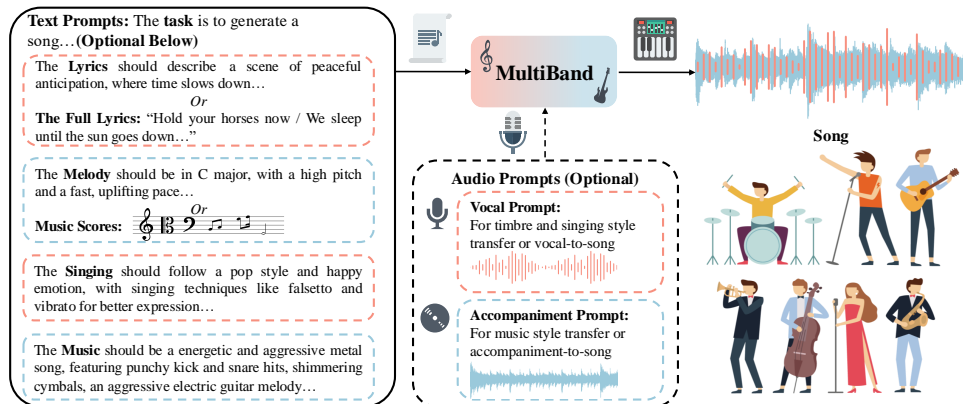 Text Prompts: The task is to generate a
song…(Optional Below)
The Lyrics should describe a scene of peaceful
anticipation, where time slows down…
Or
The Full Lyrics: “Hold your horses now / We sleep
until the sun goes down…”
The Melody should be in C major, with a high pitch
and a fast, uplifting pace…
Or
Music Scores:
The Singing should follow a pop style and happy
emotion, with singing techniques like falsetto and
vibrato for better expression…
The Music should be a energetic and aggressive metal
song, featuring punchy kick and snare hits, shimmering
cymbals, an aggressive electric guitar melody…
MultiBand
Audio Prompts (Optional)
Vocal Prompt:
For timbre and singing style
transfer or vocal-to-song
Accompaniment Prompt:
For music style transfer or
accompaniment-to-song
Song